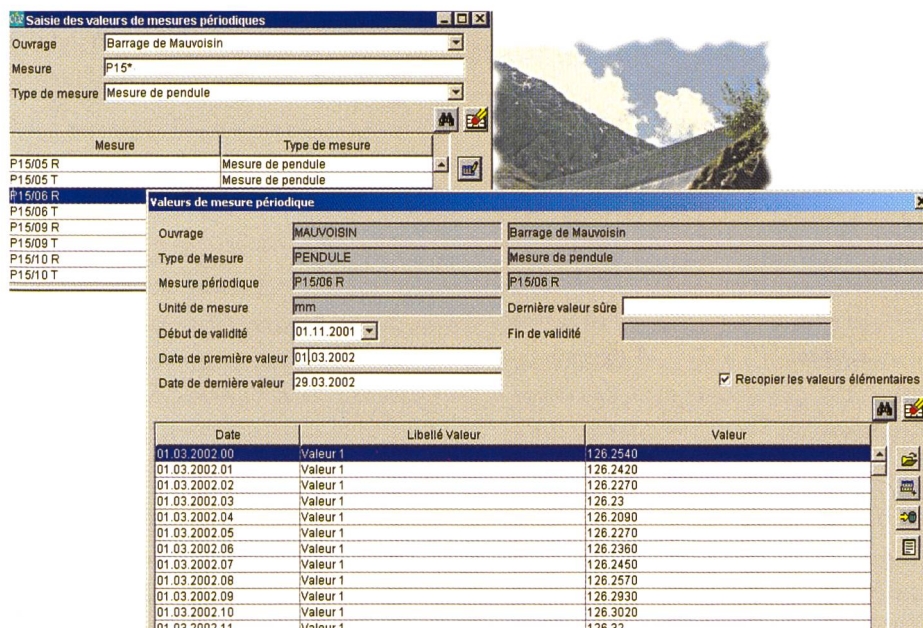 Saisie des valeurs de mesures périodiques
Ouvrage Barrage de Mauvoisin
Mesure P15*
Type de mesure Mesure de pendule
Mesure Type de mesure
P15/05 R Mesure de pendule
P15/05 T Mesure de pendule
P15/06 R
P15/06 T
P15/09 R
P15/09 T
P15/10 R
P15/10 T
Valeurs de mesure périodique
Ouvrage MAUVOISIN Barrage de Mauvoisin
Type de Mesure PENDULE Mesure de pendule
Mesure périodique P15/06 R P15/06 R
Unité de mesure mm Dernière valeur sûre
Début de validité 01.11.2001 Fin de validité
Date de première valeur 01.03.2002
Date de dernière valeur 29.03.2002
Recopier les valeurs élémentaires
Date Libellé Valeur Valeur
01.03.2002.00 Valeur 1 126.2540
01.03.2002.01 Valeur 1 126.2420
01.03.2002.02 Valeur 1 126.2270
01.03.2002.03 Valeur 1 126.23
01.03.2002.04 Valeur 1 126.2090
01.03.2002.05 Valeur 1 126.2270
01.03.2002.06 Valeur 1 126.2360
01.03.2002.07 Valeur 1 126.2450
01.03.2002.08 Valeur 1 126.2570
01.03.2002.09 Valeur 1 126.2930
01.03.2002.10 Valeur 1 126.3020
01.03.2002.11 Valeur 1 126.32